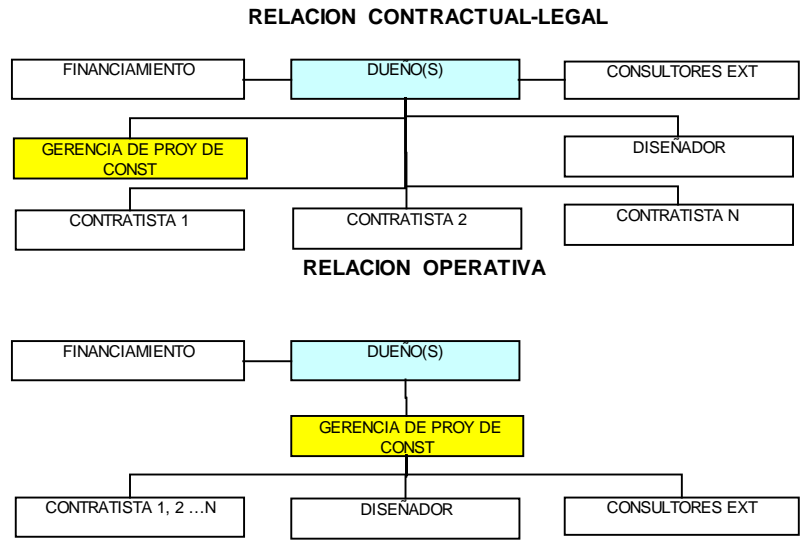 RELACION CONTRACTUAL-LEGAL
FINANCIAMIENTO
DUEÑO(S)
CONSULTORES EXT
GERENCIA DE PROY DE
CONST
DISEÑADOR
CONTRATISTA 1
CONTRATISTA 2
CONTRATISTA N
RELACION OPERATIVA
FINANCIAMIENTO
DUEÑO(S)
GERENCIA DE PROY DE
CONST
CONTRATISTA 1, 2 ...N
DISEÑADOR
CONSULTORES EXT